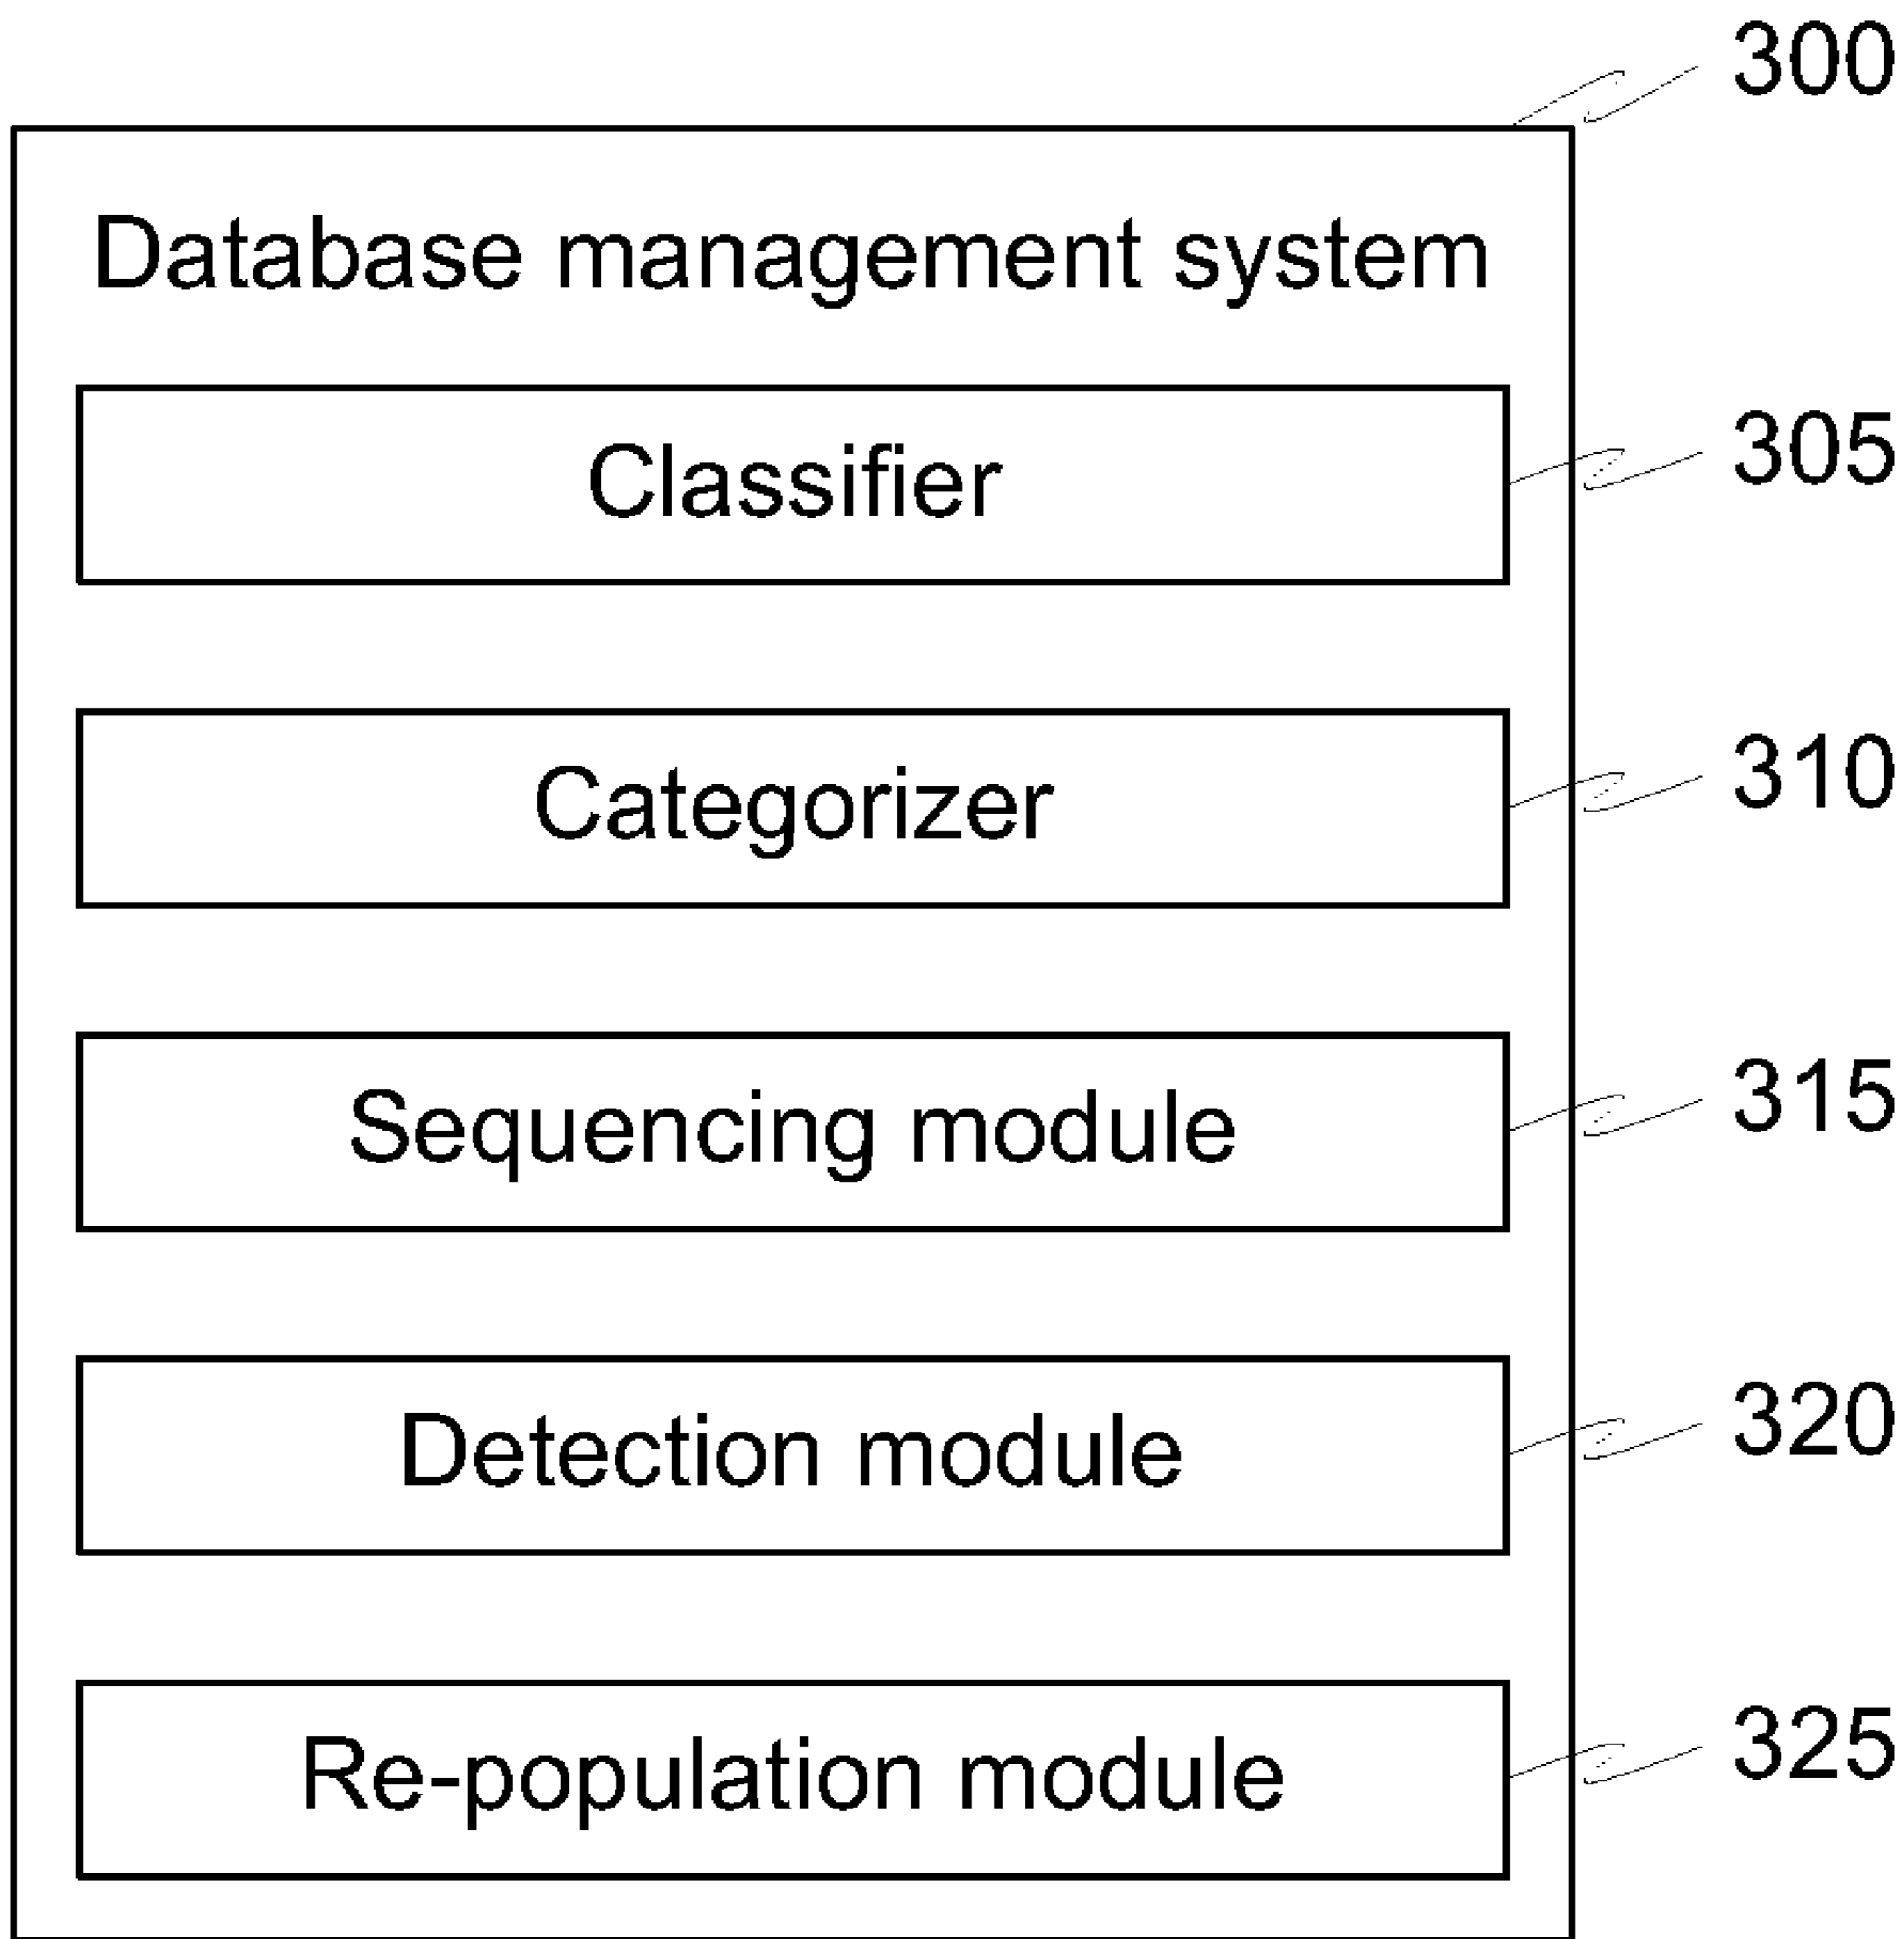 300
Database management system
Classifier
305
Categorizer
310
Sequencing module
315
Detection module
320
Re-population module
325